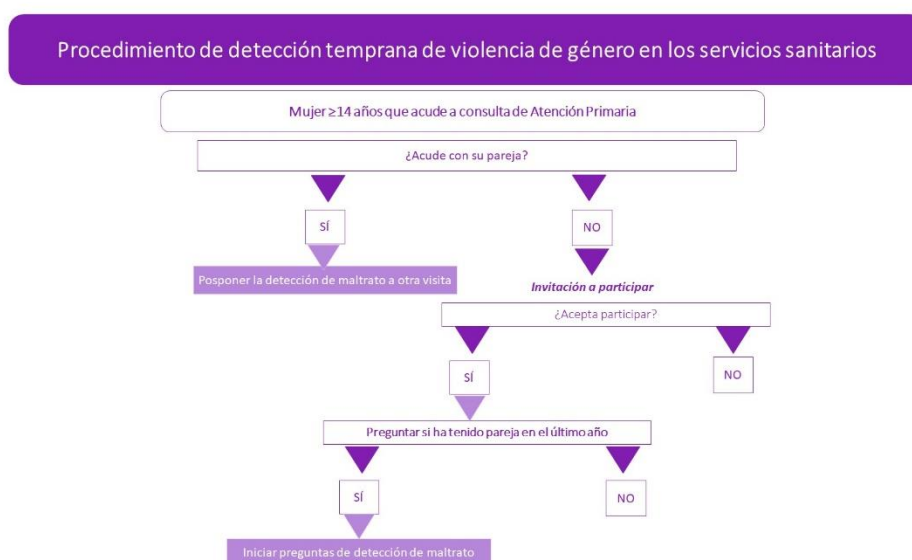 Procedimiento de detección temprana de violencia de género en los servicios sanitarios
Mujer ≥14 años que acude a consulta de Atención Primaria
¿Acude con su pareja?
SÍ
NO
Posponer la detección de maltrato a otra visita
Invitación a participar
¿Acepta participar?
SÍ
NO
Preguntar si ha tenido pareja en el último año
SÍ
NO
Iniciar preguntas de detección de maltrato